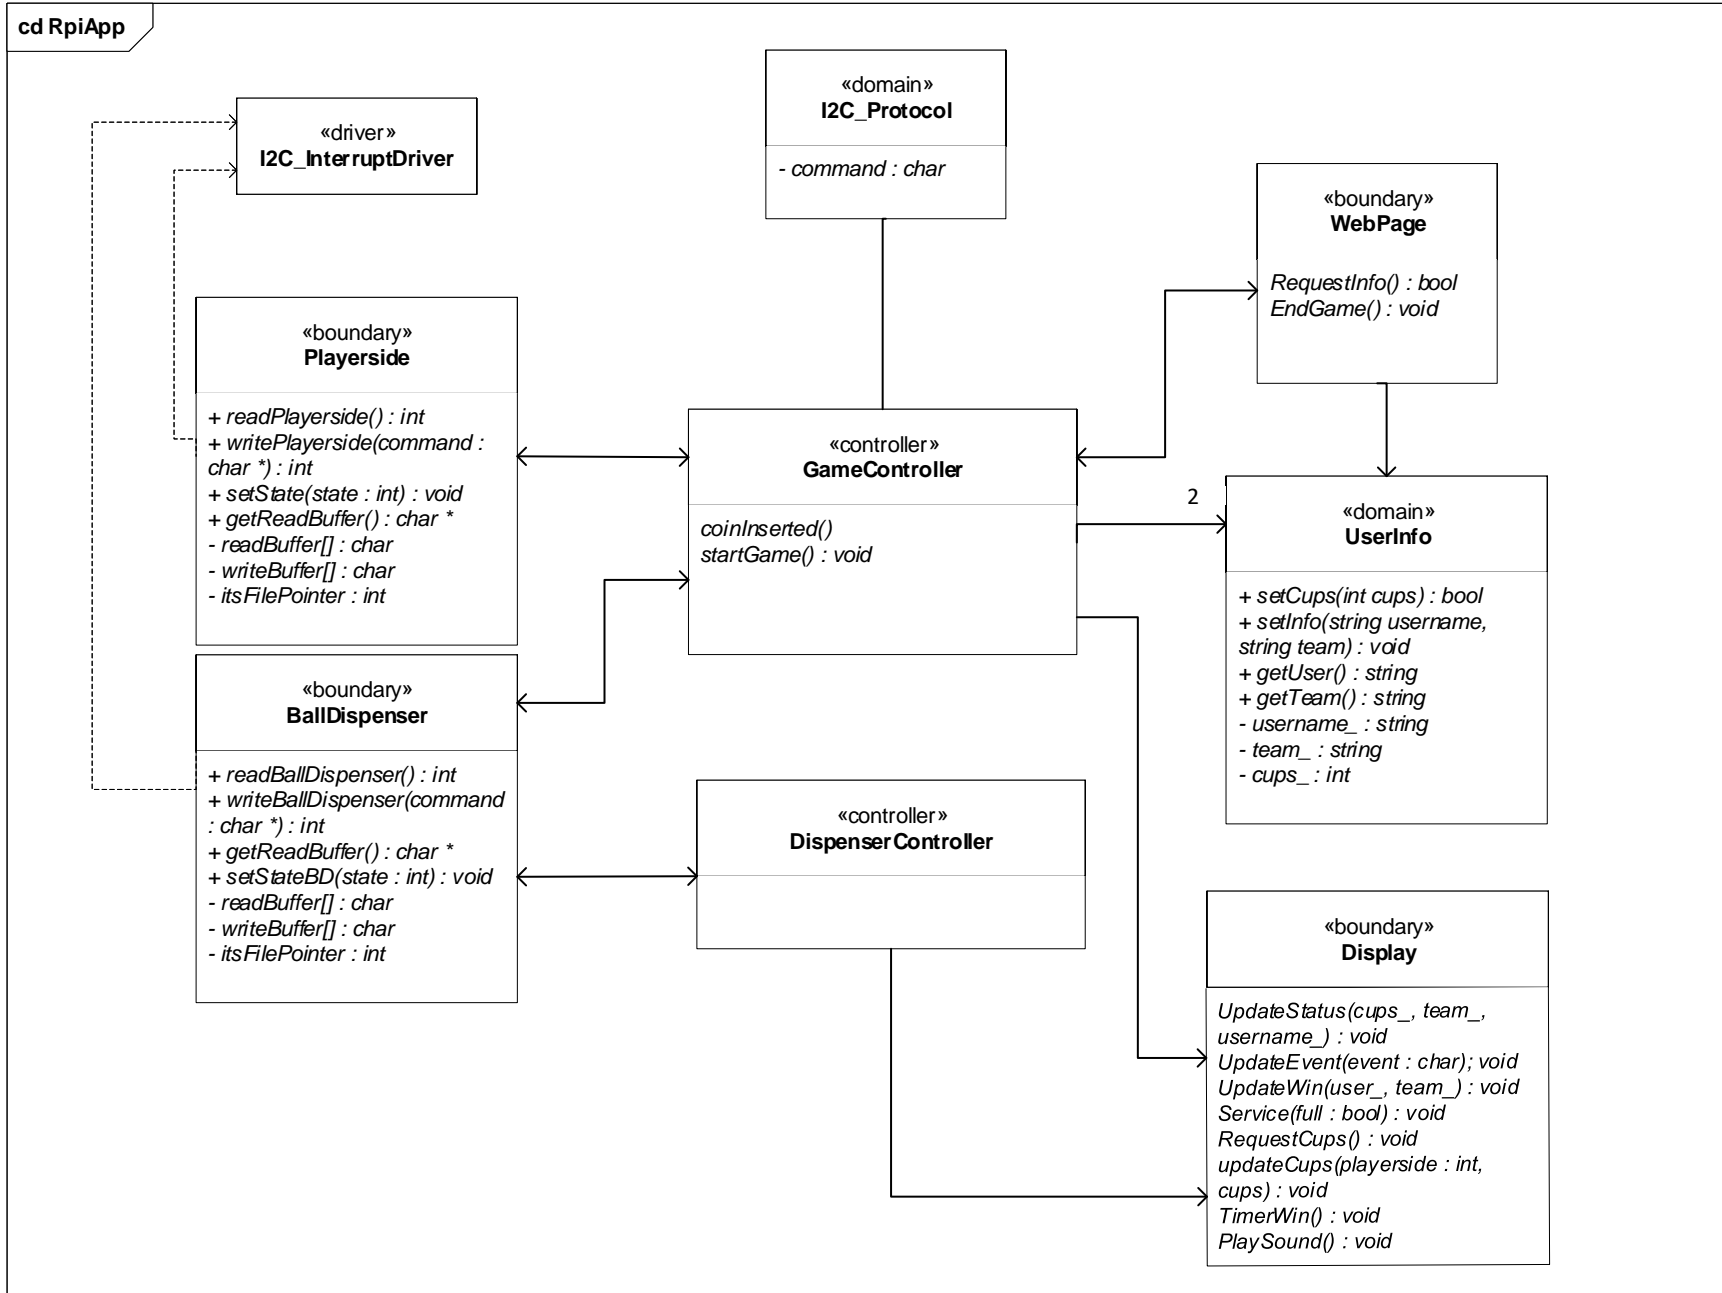 cd RpiApp
«driver»
I2C_InterruptDriver
«domain»
I2C_Protocol
- command : char
«boundary»
WebPage
RequestInfo() : bool
EndGame() : void
«boundary»
Playerside
+ readPlayerside() : int
+ writePlayerside(command :
char *) : int
+ setState(state : int) : void
+ getReadBuffer() : char *
- readBuffer[] : char
- writeBuffer[] : char
- itsFilePointer : int
«controller»
GameController
coinInserted()
startGame() : void
2
«domain»
UserInfo
+ setCups(int cups) : bool
+ setInfo(string username,
string team) : void
+ getUser() : string
+ getTeam() : string
- username_ : string
- team_ : string
- cups_ : int
«boundary»
BallDispenser
+ readBallDispenser() : int
+ writeBallDispenser(command
: char *) : int
+ getReadBuffer() : char *
+ setStateBD(state : int) : void
- readBuffer[] : char
- writeBuffer[] : char
- itsFilePointer : int
«controller»
DispenserController
«boundary»
Display
UpdateStatus(cups_, team_,
username_) : void
UpdateEvent(event : char); void
UpdateWin(user_, team_) : void
Service(full : bool) : void
RequestCups() : void
updateCups(playerside : int,
cups) : void
TimerWin() : void
PlaySound() : void